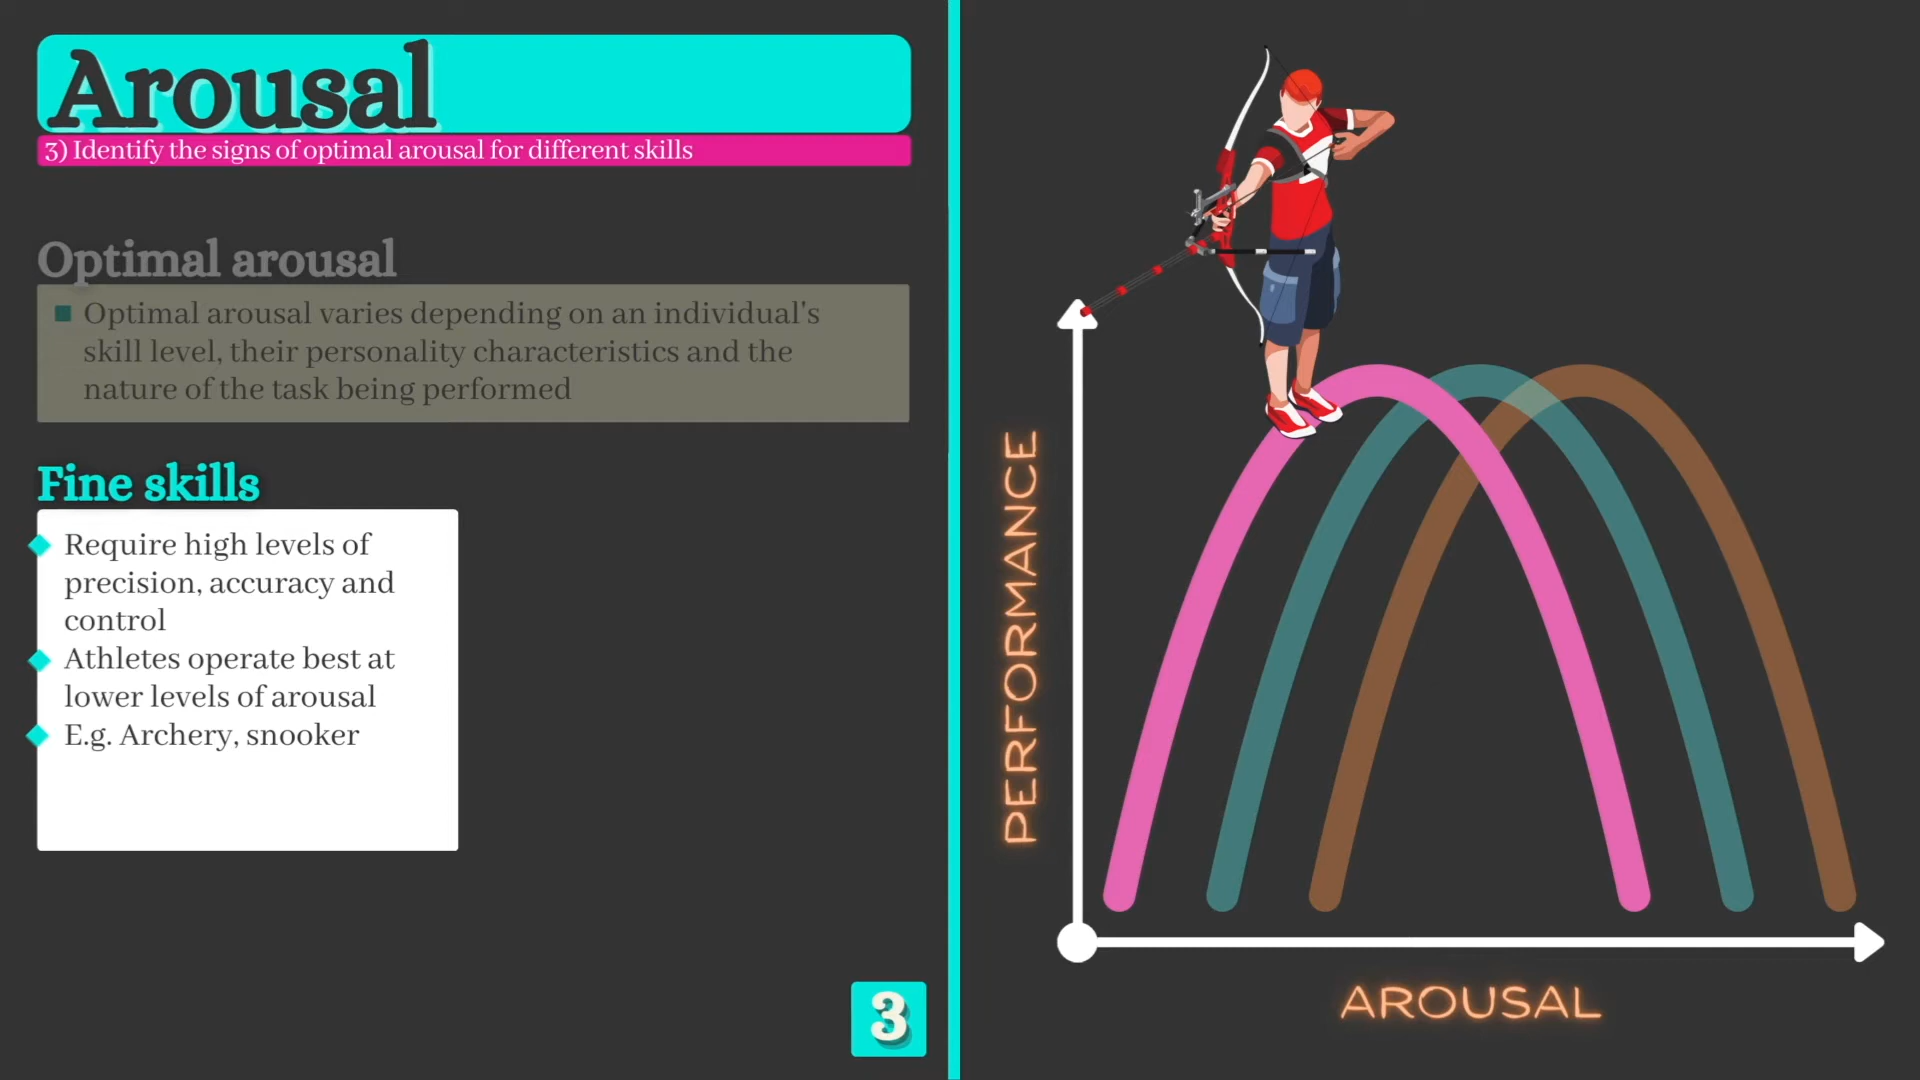 Arousal
3) Identify the signs of optimal arousal for different skills
Optimal arousal
Optimal arousal varies depending on an individual's
skill level, their personality characteristics and the
nature of the task being performed
Fine skills
Require high levels of
precision, accuracy and
control
Athletes operate best at
lower levels of arousal
E.g. Archery, snooker
3
PERFORMANCE
AROUSAL